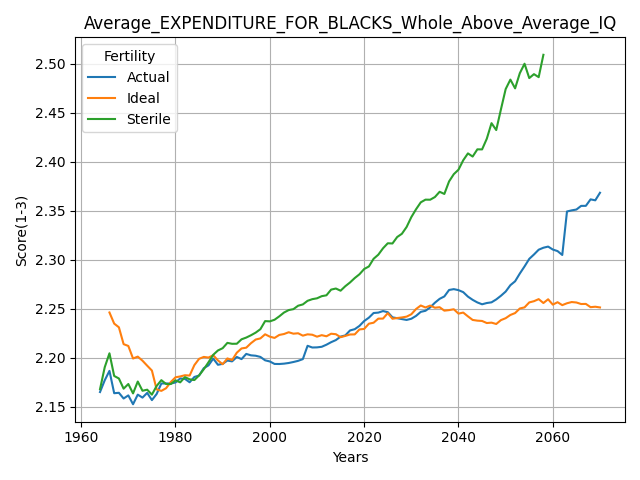 Average_EXPENDITURE_FOR_BLACKS_Whole_Above_Average_IQ
Fertility
Actual
Ideal
Sterile
2.50
2.45
2.40
2.35
2.30
2.25
2.20
2.15
Score(1-3)
1960
1980
2000
2020
2040
2060
Years